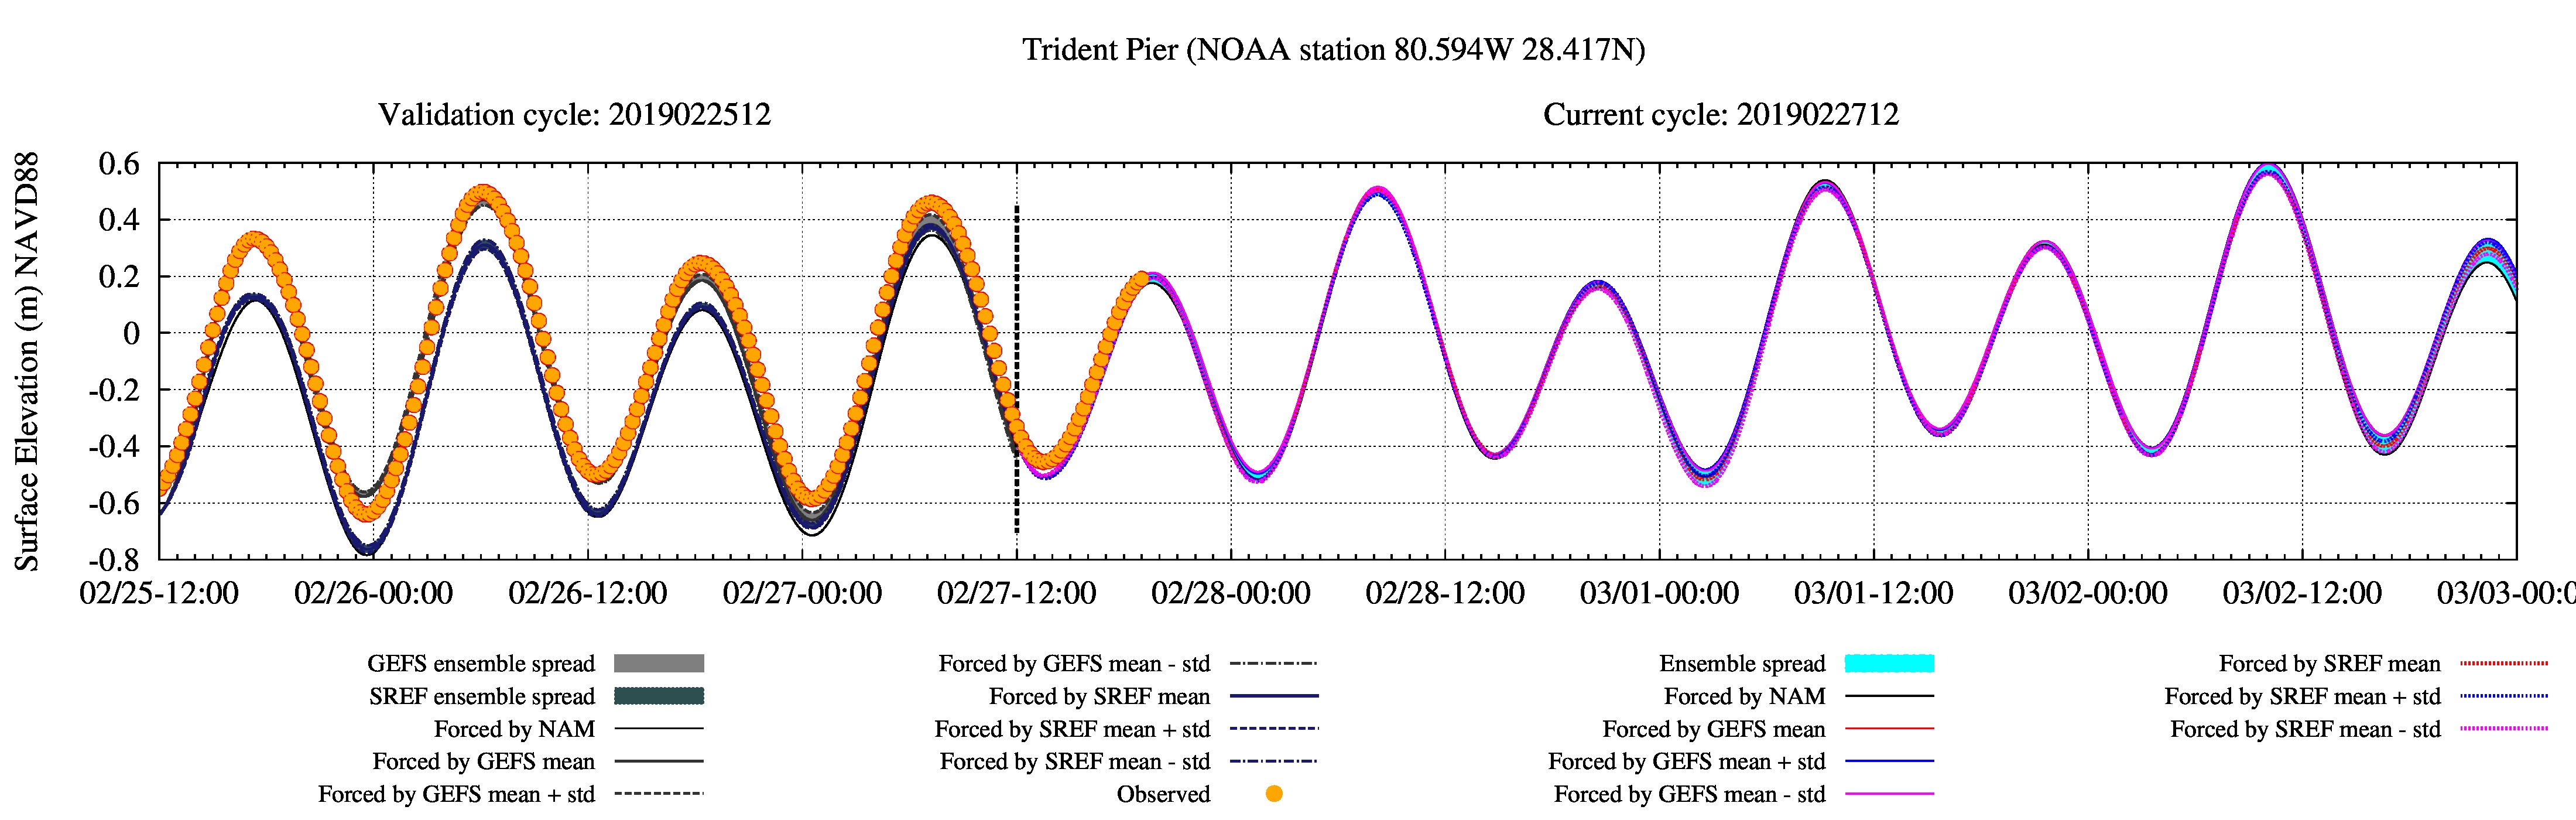 Trident Pier (NOAA station 80.594W 28.417N)
Validation cycle: 2019022512
Current cycle: 2019022712
Surface Elevation (m) NAVD88
0.6
0.4
0.2
0
-0.2
-0.4
-0.6
-0.8
02/25-12:00 02/26-00:00 02/26-12:00 02/27-00:00 02/27-12:00 02/28-00:00 02/28-12:00 03/01-00:00 03/01-12:00 03/02-00:00 03/02-12:00 03/03-00:0
GEFS ensemble spread
SREF ensemble spread
Forced by NAM
Forced by GEFS mean
Forced by GEFS mean + std
Forced by GEFS mean - std
Forced by SREF mean
Forced by SREF mean + std
Forced by SREF mean - std
Observed
Ensemble spread
Forced by NAM
Forced by GEFS mean
Forced by GEFS mean + std
Forced by GEFS mean - std
Forced by SREF mean
Forced by SREF mean + std
Forced by SREF mean - std